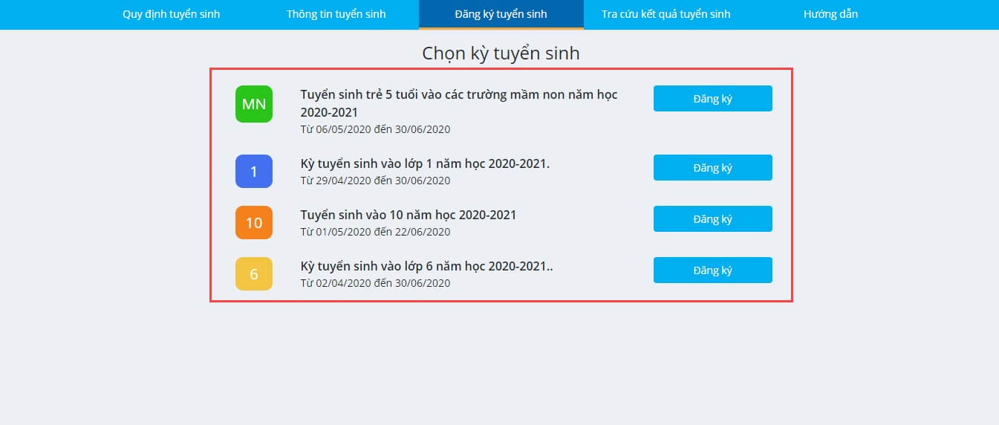 Quy định tuyển sinh
Thông tin tuyển sinh
Đăng ký tuyển sinh
Tra cứu kết quả tuyển sinh
Hướng dẫn
Chọn kỳ tuyển sinh
MN
Tuyển sinh trẻ 5 tuổi vào các trường mầm non năm học
2020-2021
Từ 06/05/2020 đến 30/06/2020
Đăng ký
1
Kỳ tuyển sinh vào lớp 1 năm học 2020-2021.
Từ 29/04/2020 đến 30/06/2020
Đăng ký
10
Tuyển sinh vào 10 năm học 2020-2021
Từ 01/05/2020 đến 22/06/2020
Đăng ký
6
Kỳ tuyển sinh vào lớp 6 năm học 2020-2021..
Từ 02/04/2020 đến 30/06/2020
Đăng ký